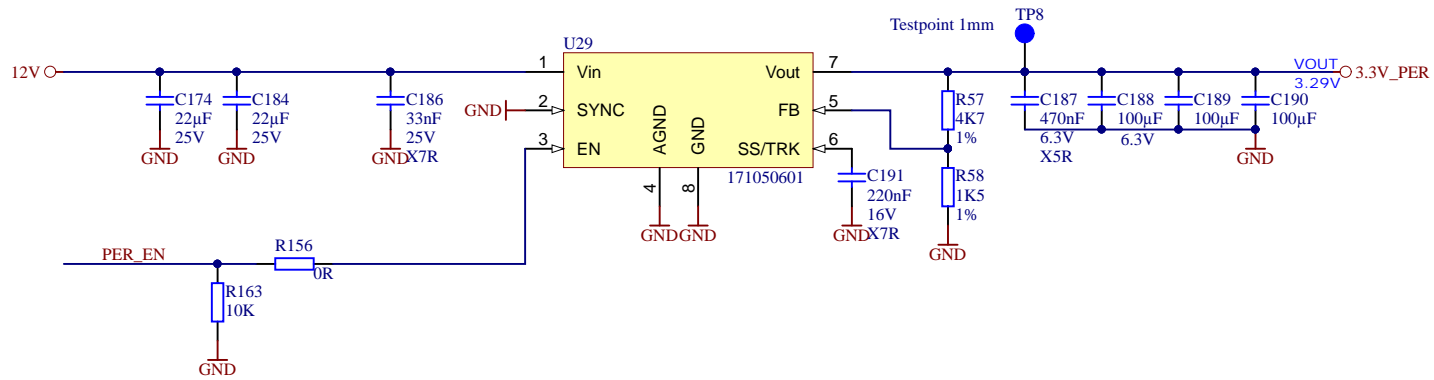 Testpoint 1mm
TP8
U29
12V
1
Vin
Vout
7
VOUT
3.29V
3.3V_PER
C174
22µF
25V
GND
C184
22µF
25V
GND
C186
33nF
25V
X7R
GND
GND
2
SYNC
FB
5
3
EN
SS/TRK
6
AGND
GND
4
8
171050601
GND
GND
R57
4K7
1%
R58
1K5
1%
GND
C191
220nF
16V
X7R
GND
C187
470nF
6.3V
X5R
C188
100µF
6.3V
C189
100µF
C190
100µF
GND
PER_EN
R156
0R
R163
10K
GND